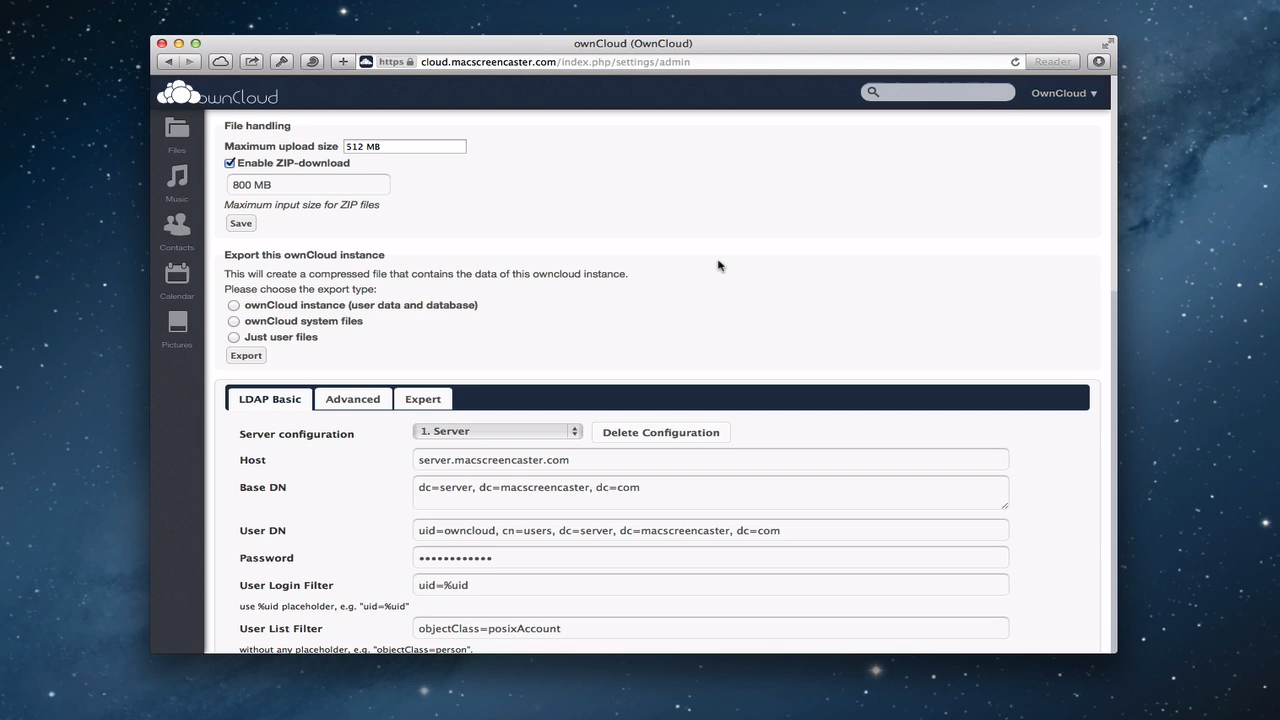 ownCloud (OwnCloud)
https cloud.macscreencaster.com/index.php/settings/admin Reader
ownCloud OwnCloud ▼
Files
Music
Contacts
Calendar
Pictures
File handling
Maximum upload size 512 MB
Enable ZIP-download
800 MB
Maximum input size for ZIP files
Save
Export this ownCloud instance
This will create a compressed file that contains the data of this owncloud instance.
Please choose the export type:
ownCloud instance (user data and database)
ownCloud system files
Just user files
Export
LDAP Basic Advanced Expert
Server configuration 1. Server Delete Configuration
Host server.macscreencaster.com
Base DN dc=server, dc=macscreencaster, dc=com
User DN uid=owncloud, cn=users, dc=server, dc=macscreencaster, dc=com
Password ••••••••••••
User Login Filter uid=%uid
use %uid placeholder, e.g. "uid=%uid"
User List Filter objectClass=posixAccount
without any placeholder, e.g. "objectClass=person".